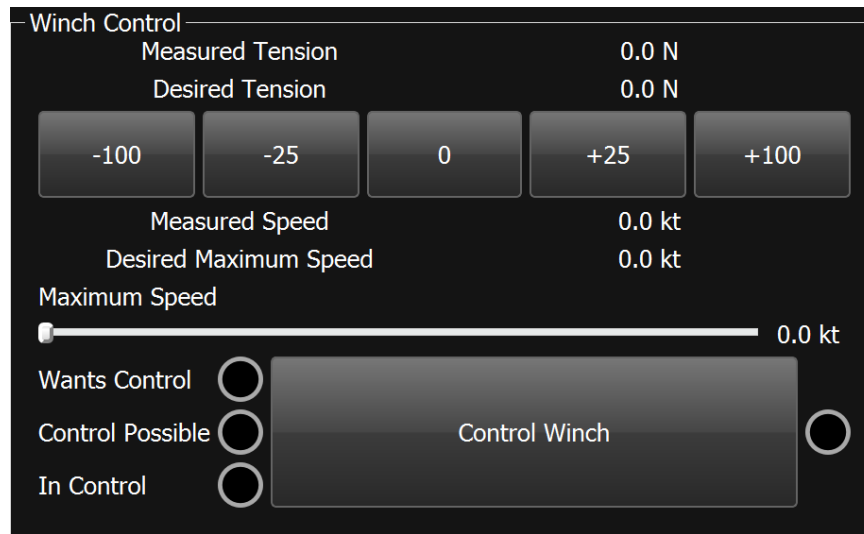 Winch Control
Measured Tension 0.0 N
Desired Tension 0.0 N
-100 -25 0 +25 +100
Measured Speed 0.0 kt
Desired Maximum Speed 0.0 kt
Maximum Speed
0.0 kt
Wants Control
Control Possible Control Winch
In Control